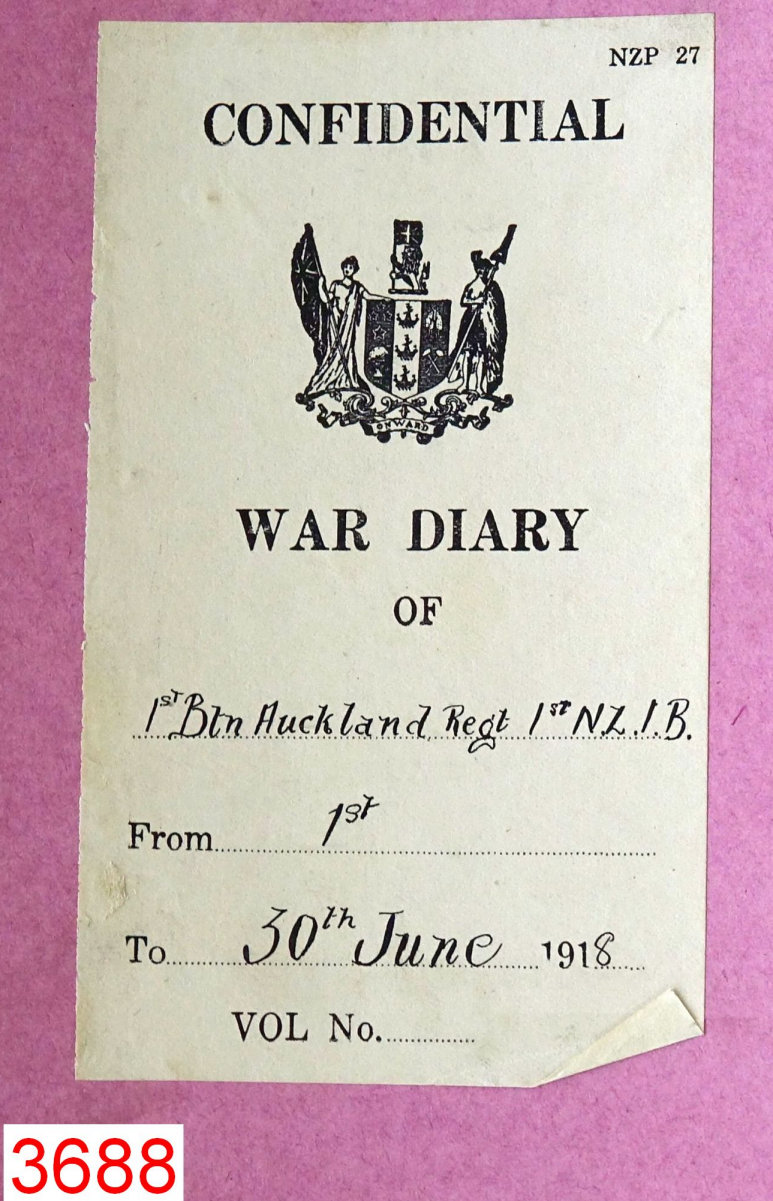 NZP 27
CONFIDENTIAL
ONWARD
WAR DIARY
OF
1st Btn Auckland Regt 1st N.Z.I.B.
From 1st
To 30th June 1918
VOL No.
3688